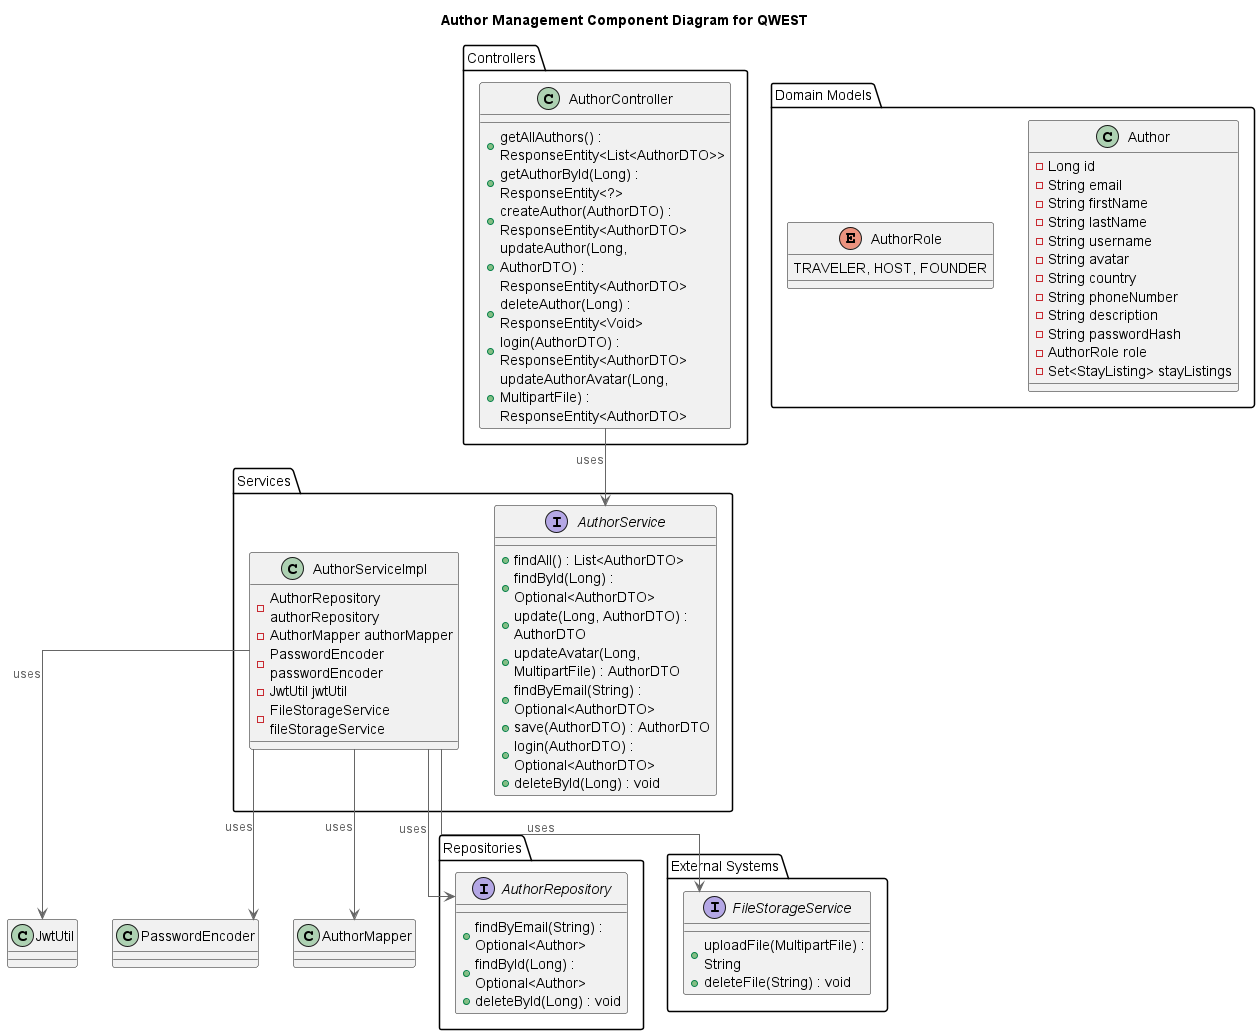 Author Management Component Diagram for QWEST
Controllers
C AuthorController
getAllAuthors() :
ResponseEntity<List<AuthorDTO>>
getAuthorById(Long) :
ResponseEntity<?>
createAuthor(AuthorDTO) :
ResponseEntity<AuthorDTO>
updateAuthor(Long,
AuthorDTO) :
ResponseEntity<AuthorDTO>
deleteAuthor(Long) :
ResponseEntity<Void>
login(AuthorDTO) :
ResponseEntity<AuthorDTO>
updateAuthorAvatar(Long,
MultipartFile) :
ResponseEntity<AuthorDTO>
Domain Models
E AuthorRole
TRAVELER, HOST, FOUNDER
C Author
Long id
String email
String firstName
String lastName
String username
String avatar
String country
String phoneNumber
String description
String passwordHash
AuthorRole role
Set<StayListing> stayListings
uses
Services
C AuthorServiceImpl
AuthorRepository
authorRepository
AuthorMapper authorMapper
PasswordEncoder
passwordEncoder
JwtUtil jwtUtil
FileStorageService
fileStorageService
I AuthorService
findAll() : List<AuthorDTO>
findById(Long) :
Optional<AuthorDTO>
update(Long, AuthorDTO) :
AuthorDTO
updateAvatar(Long,
MultipartFile) : AuthorDTO
findByEmail(String) :
Optional<AuthorDTO>
save(AuthorDTO) : AuthorDTO
login(AuthorDTO) :
Optional<AuthorDTO>
deleteById(Long) : void
uses
uses
uses
uses
uses
C JwtUtil
C PasswordEncoder
C AuthorMapper
Repositories
I AuthorRepository
findByEmail(String) :
Optional<Author>
findById(Long) :
Optional<Author>
deleteById(Long) : void
External Systems
I FileStorageService
uploadFile(MultipartFile) :
String
deleteFile(String) : void